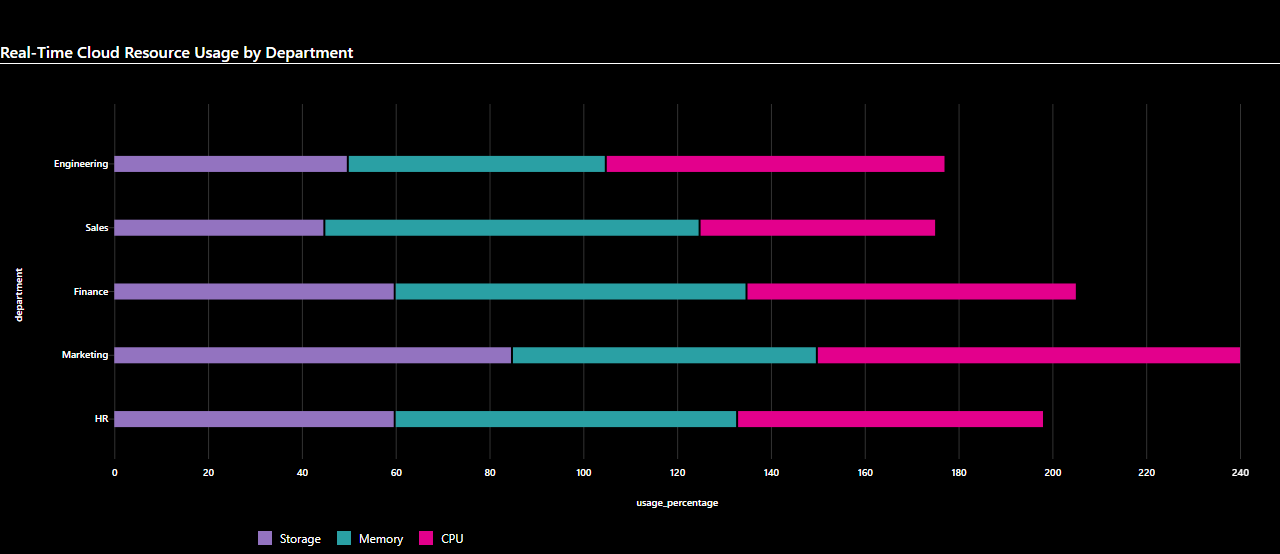 Real-Time Cloud Resource Usage by Department
Engineering
Sales
Finance
Marketing
HR
department
0 20 40 60 80 100 120 140 160 180 200 220 240
usage_percentage
Storage Memory CPU